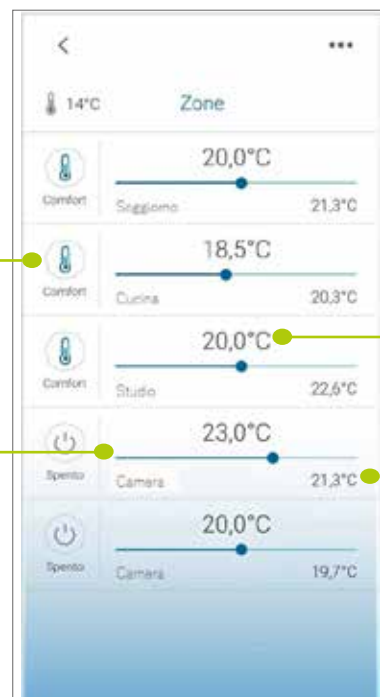 14°C Zone
20,0°C
Comfort Soggiorno 21,3°C
18,5°C
Comfort Cucina 20,3°C
20,0°C
Comfort Studio 22,6°C
23,0°C
Spento Camera 21,3°C
20,0°C
Spento Camera 19,7°C